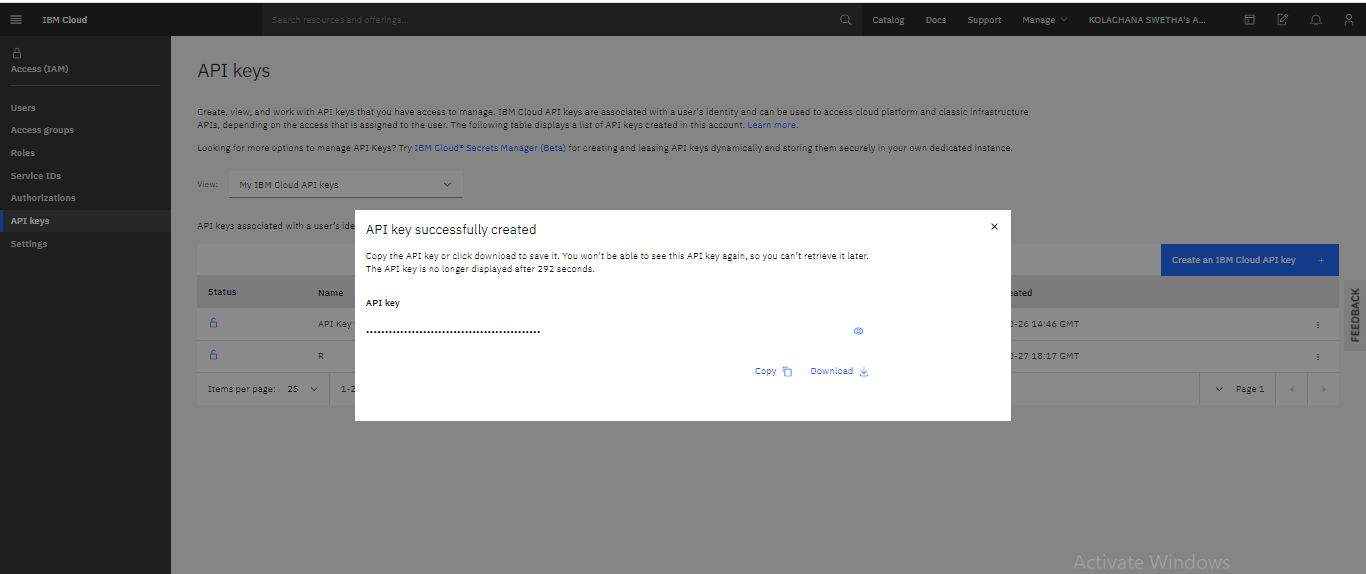 IBM Cloud
Search resources and offerings...
Catalog
Docs
Support
Manage
KOLACHANA SWETHA's A...
Access (IAM)
Users
Access groups
Roles
Service IDs
Authorizations
API keys
Settings
API keys
Create, view, and work with API keys that you have access to manage. IBM Cloud API keys are associated with a user's identity and can be used to access cloud platform and classic infrastructure
APIs, depending on the access that is assigned to the user. The following table displays a list of API keys created in this account. Learn more.
Looking for more options to manage API Keys? Try IBM Cloud® Secrets Manager (Beta) for creating and leasing API keys dynamically and storing them securely in your own dedicated instance.
View:
My IBM Cloud API keys
API keys associated with a user's ide
Create an IBM Cloud API key +
Status
Name
ated
API Key
0-26 14:46 GMT
R
0-27 18:17 GMT
Items per page: 25
1-2
Page 1
API key successfully created
Copy the API key or click download to save it. You won't be able to see this API key again, so you can't retrieve it later.
The API key is no longer displayed after 292 seconds.
API key
Copy
Download
FEEDBACK
Activate Windows